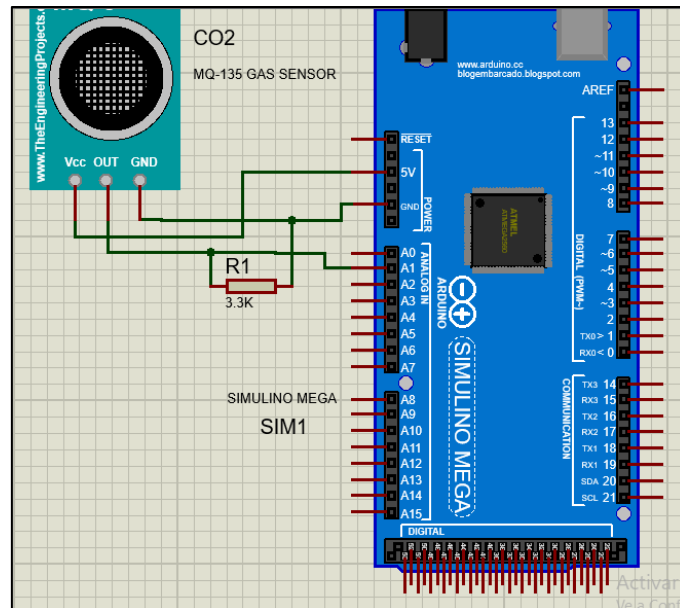 www.TheEngineeringProjects.
CO2
MQ-135 GAS SENSOR
Vcc OUT GND
R1
3.3K
SIMULINO MEGA
SIM1
www.arduino.cc
blogembarcado.blogspot.com
RESET
5V
GND
POWER
A0
A1
A2
A3
A4
A5
A6
A7
ANALOG IN
A8
A9
A10
A11
A12
A13
A14
A15
ATMEL
ARDUINO
SIMULINO MEGA
AREF
13
12
~11
~10
~9
8
7
~6
~5
4
~3
2
TX0 > 1
RX0 < 0
DIGITAL (PWM~)
TX3 14
RX3 15
TX2 16
RX2 17
TX1 18
RX1 19
SDA 20
SCL 21
COMMUNICATION
DIGITAL
Activar